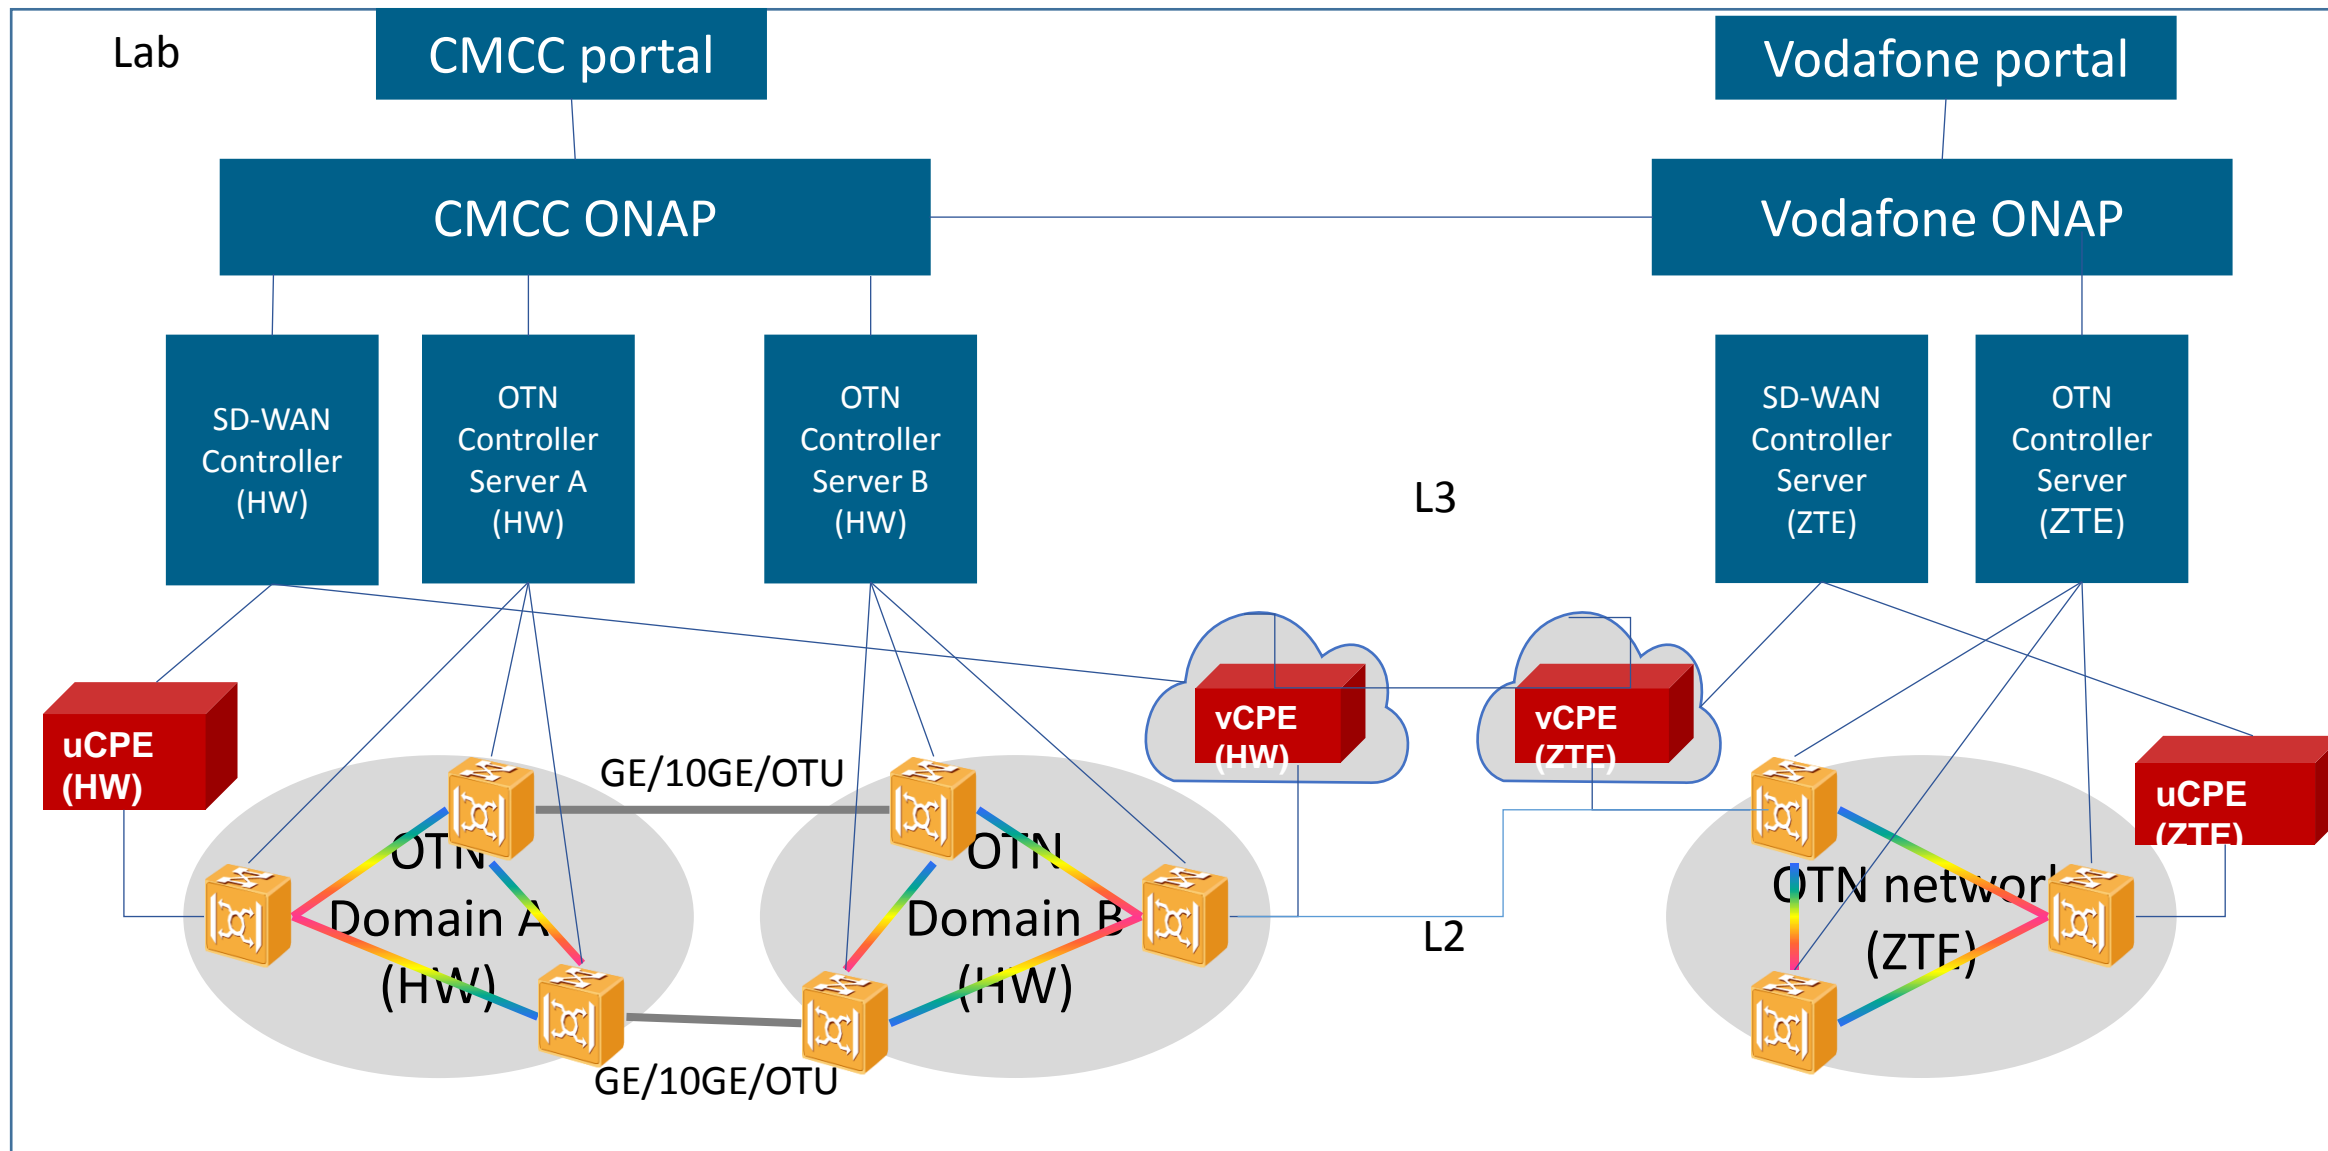 Lab
CMCC portal
Vodafone portal
CMCC ONAP
Vodafone ONAP
SD-WAN
Controller
(HW)
OTN
Controller
Server A
(HW)
OTN
Controller
Server B
(HW)
L3
SD-WAN
Controller
Server
(ZTE)
OTN
Controller
Server
(ZTE)
uCPE
(HW)
GE/10GE/OTU
vCPE
(HW)
vCPE
(ZTE)
uCPE
(ZTE)
OTN
Domain A
(HW)
OTN
Domain B
(HW)
L2
OTN network
(ZTE)
GE/10GE/OTU